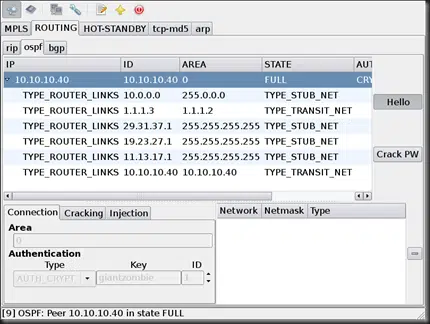 MPLS ROUTING HOT-STANDBY tcp-md5 arp
rip ospf bgp
IP ID AREA STATE AUT
10.10.10.40 10.10.10.40 0 FULL CRY
TYPE_ROUTER_LINKS 10.0.0.0 255.0.0.0 TYPE_STUB_NET
TYPE_ROUTER_LINKS 1.1.1.3 1.1.1.2 TYPE_TRANSIT_NET
TYPE_ROUTER_LINKS 29.31.37.1 255.255.255.255 TYPE_STUB_NET
TYPE_ROUTER_LINKS 19.23.27.1 255.255.255.255 TYPE_STUB_NET
TYPE_ROUTER_LINKS 11.13.17.1 255.255.255.255 TYPE_STUB_NET
TYPE_ROUTER_LINKS 10.10.10.40 10.10.10.40 TYPE_TRANSIT_NET
Hello
Crack PW
Connection Cracking Injection
Area
0
Authentication
Type Key ID
AUTH_CRYPT giantzombie 1
Network Netmask Type
[9] OSPF: Peer 10.10.10.40 in state FULL